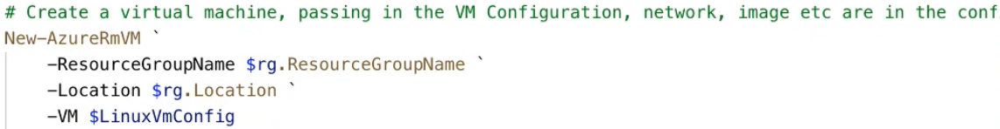 # Create a virtual machine, passing in the VM Configuration, network, image etc are in the conf
New-AzureRmVM `
    -ResourceGroupName $rg.ResourceGroupName `
    -Location $rg.Location `
    -VM $LinuxVmConfig